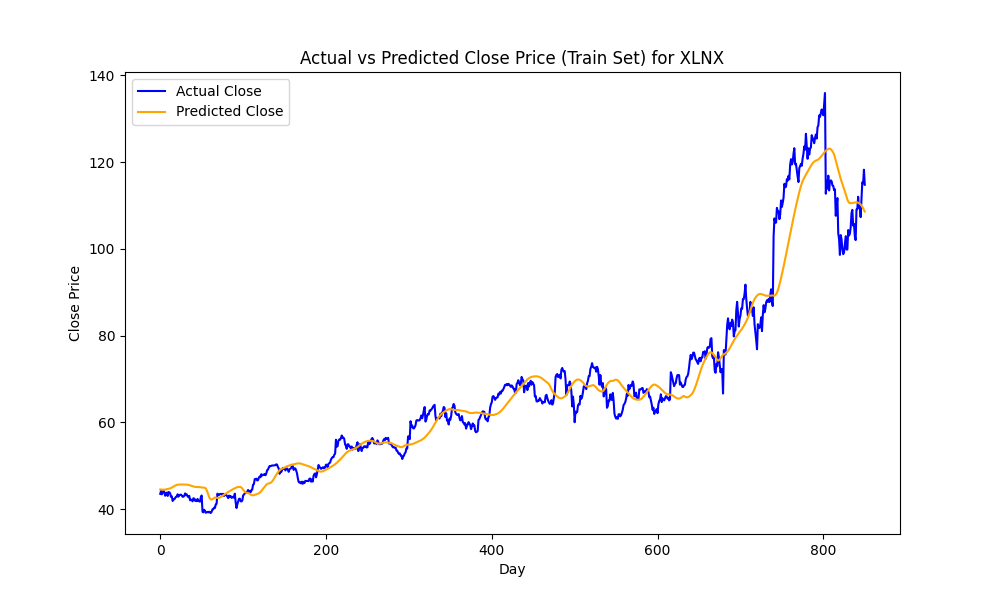 Actual vs Predicted Close Price (Train Set) for XLNX
Actual Close
Predicted Close
140
120
100
80
60
40
Close Price
0 200 400 600 800
Day